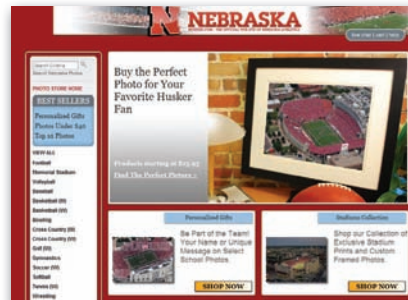 NEBRASKA
Search Nebraska Photos
PHOTO STORE HOME
BEST SELLERS
Personalized Gifts
Photos Under $40
Top 10 Photos
VIEW ALL
Football
Memorial Stadium
Volleyball
Baseball
Basketball (M)
Basketball (W)
Bowling
Cross Country (M)
Cross Country (W)
Golf (M)
Gymnastics
Soccer (W)
Softball
Tennis (M)
Wrestling
Buy the Perfect
Photo for Your
Favorite Husker
Fan
Products starting at $15.95
Find The Perfect Picture >
Personalized Gifts
Be Part of the Team!
Your Name or Unique
Message on Select
School Photos.
SHOP NOW
Stadium Collection
Shop our Collection of
Exclusive Stadium
Prints and Custom
Framed Photos.
SHOP NOW